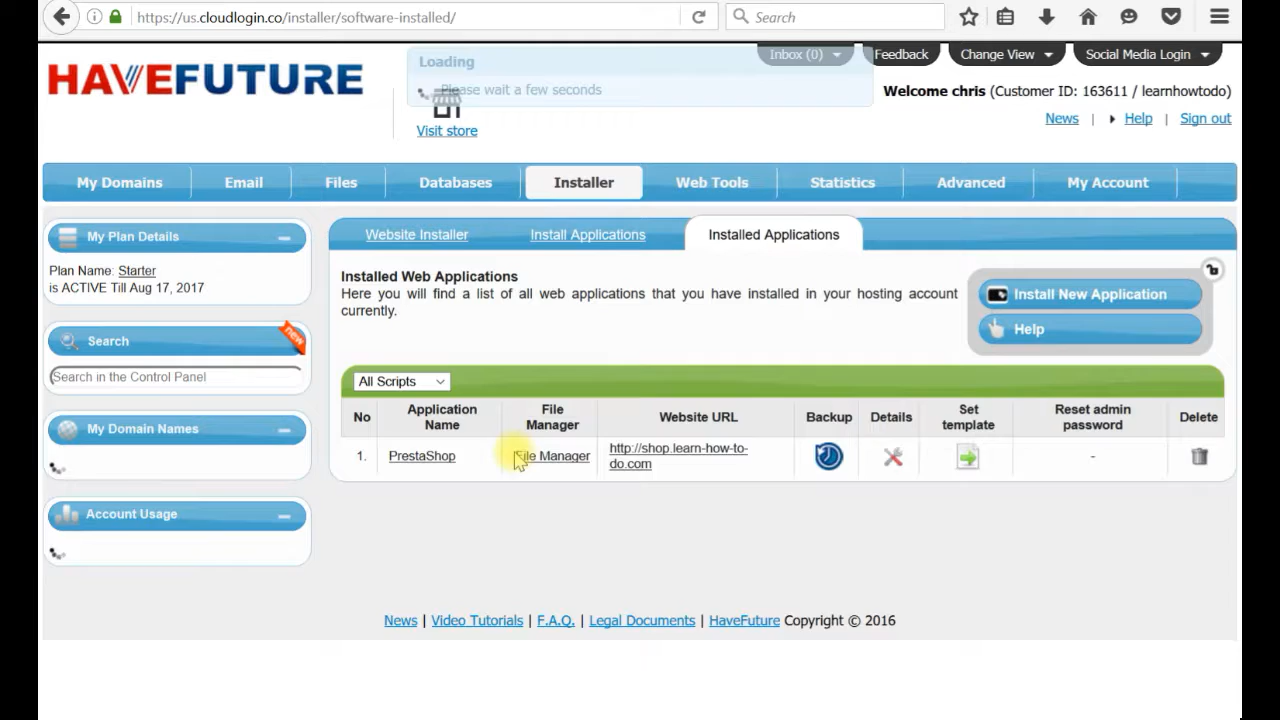 https://us.cloudlogin.co/installer/software-installed/
Search
Inbox (0)
Feedback
Change View
Social Media Login
HAVEFUTURE
Loading
Please wait a few seconds
Visit store
Welcome chris (Customer ID: 163611 / learnhowtodo)
News | Help | Sign out
My Domains
Email
Files
Databases
Installer
Web Tools
Statistics
Advanced
My Account
My Plan Details
Plan Name: Starter
is ACTIVE Till Aug 17, 2017
Search
new
Search in the Control Panel
My Domain Names
Account Usage
Website Installer
Install Applications
Installed Applications
Installed Web Applications
Here you will find a list of all web applications that you have installed in your hosting account
currently.
Install New Application
Help
All Scripts
No
Application
Name
File
Manager
Website URL
Backup
Details
Set
template
Reset admin
password
Delete
1.
PrestaShop
File Manager
http://shop.learn-how-to-
do.com
-
News | Video Tutorials | F.A.Q. | Legal Documents | HaveFuture Copyright © 2016